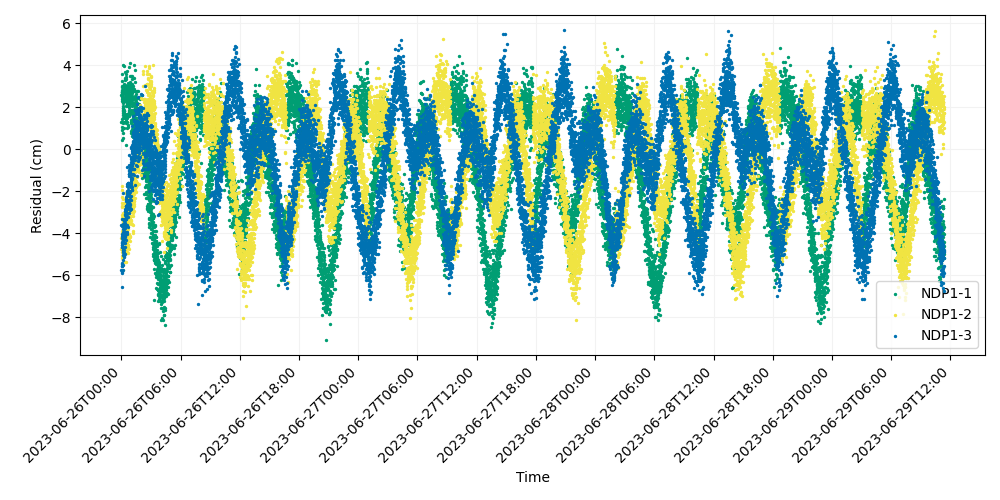 6
4
2
0
−2
−4
−6
−8
Residual (cm)
NDP1-1
NDP1-2
NDP1-3
2023-06-26T00:00
2023-06-26T06:00
2023-06-26T12:00
2023-06-26T18:00
2023-06-27T00:00
2023-06-27T06:00
2023-06-27T12:00
2023-06-27T18:00
2023-06-28T00:00
2023-06-28T06:00
2023-06-28T12:00
2023-06-28T18:00
2023-06-29T00:00
2023-06-29T06:00
2023-06-29T12:00
Time